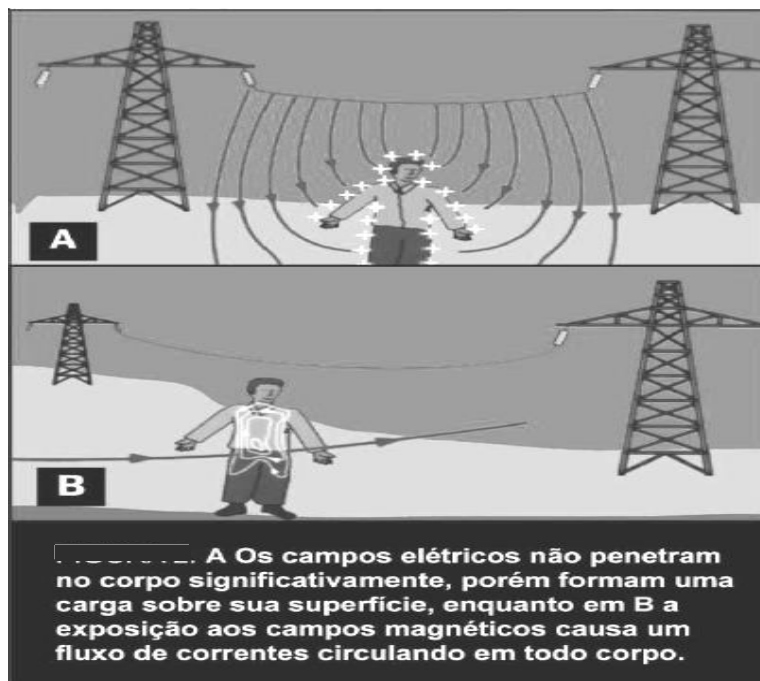 A
B
A Os campos elétricos não penetram
no corpo significativamente, porém formam uma
carga sobre sua superfície, enquanto em B a
exposição aos campos magnéticos causa um
fluxo de correntes circulando em todo corpo.